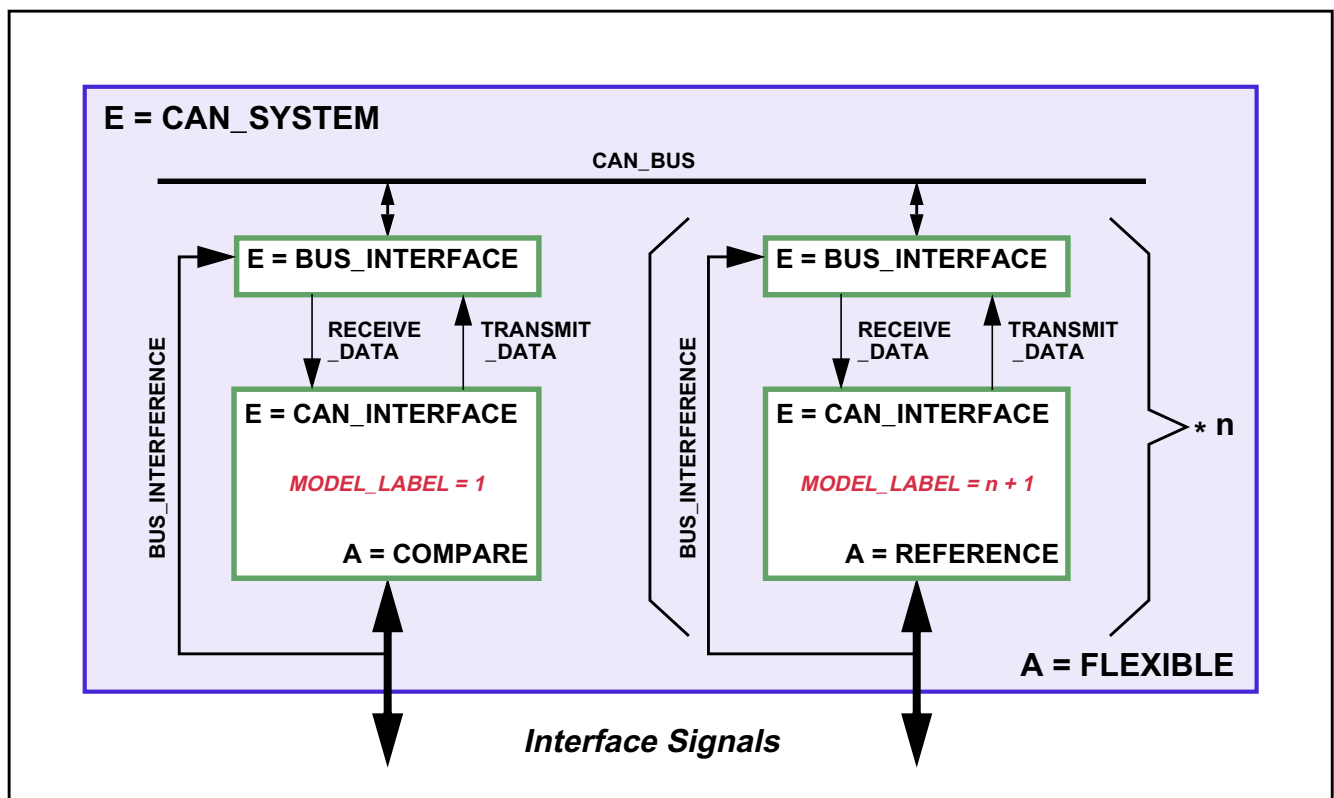 E = CAN_SYSTEM
CAN_BUS
E = BUS_INTERFACE
RECEIVE
_DATA
TRANSMIT
_DATA
BUS_INTERFERENCE
E = CAN_INTERFACE
MODEL_LABEL = 1
A = COMPARE
E = BUS_INTERFACE
RECEIVE
_DATA
TRANSMIT
_DATA
BUS_INTERFERENCE
E = CAN_INTERFACE
MODEL_LABEL = n + 1
A = REFERENCE
* n
A = FLEXIBLE
Interface Signals